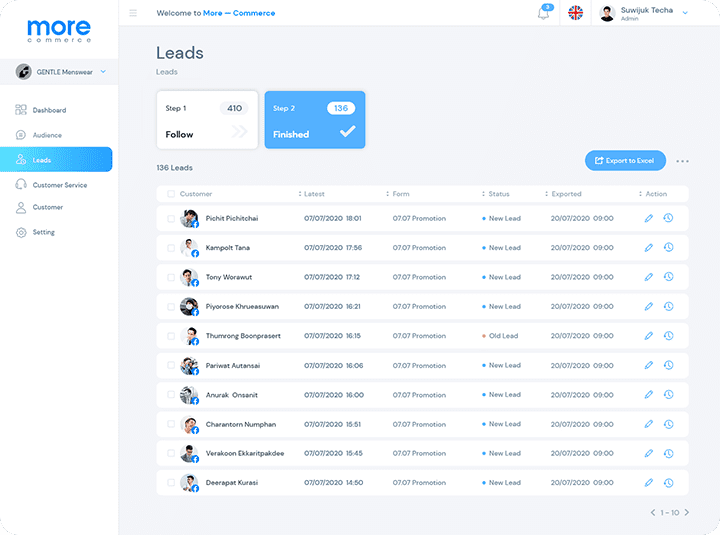 more
commerce
Welcome to More — Commerce
3
Suwijuk Techa
Admin
GENTLE Menswear
Dashboard
Audience
Leads
Customer Service
Customer
Setting
Leads
Leads
Step 1 410
Follow
Step 2 136
Finished
136 Leads
Export to Excel
Customer Latest Form Status Exported Action
Pichit Pichitchai 07/07/2020 18:01 07.07 Promotion New Lead 20/07/2020 09:00
Kampolt Tana 07/07/2020 17:56 07.07 Promotion New Lead 20/07/2020 09:00
Tony Worawut 07/07/2020 17:12 07.07 Promotion New Lead 20/07/2020 09:00
Piyorose Khrueasuwan 07/07/2020 16:21 07.07 Promotion New Lead 20/07/2020 09:00
Thumrong Boonprasert 07/07/2020 16:15 07.07 Promotion Old Lead 20/07/2020 09:00
Pariwat Autansai 07/07/2020 16:06 07.07 Promotion New Lead 20/07/2020 09:00
Anurak Onsanit 07/07/2020 16:00 07.07 Promotion New Lead 20/07/2020 09:00
Charantorn Numphan 07/07/2020 15:51 07.07 Promotion New Lead 20/07/2020 09:00
Verakoon Ekkaritpakdee 07/07/2020 15:45 07.07 Promotion New Lead 20/07/2020 09:00
Deerapat Kurasi 07/07/2020 14:50 07.07 Promotion New Lead 20/07/2020 09:00
1 - 10